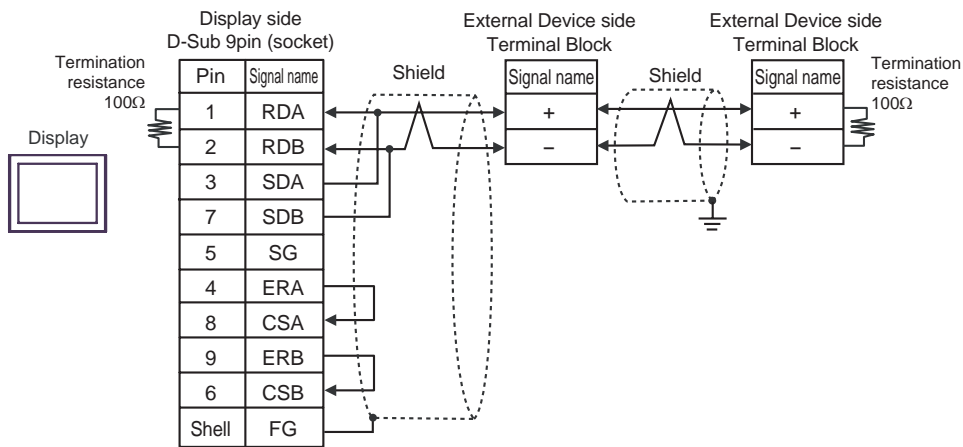 Display side
D-Sub 9pin (socket)
External Device side
Terminal Block
External Device side
Terminal Block
Termination
resistance
100Ω
Pin Signal name
1 RDA
2 RDB
3 SDA
7 SDB
5 SG
4 ERA
8 CSA
9 ERB
6 CSB
Shell FG
Display
Shield
Signal name
+
−
Shield
Signal name
+
−
Termination
resistance
100Ω